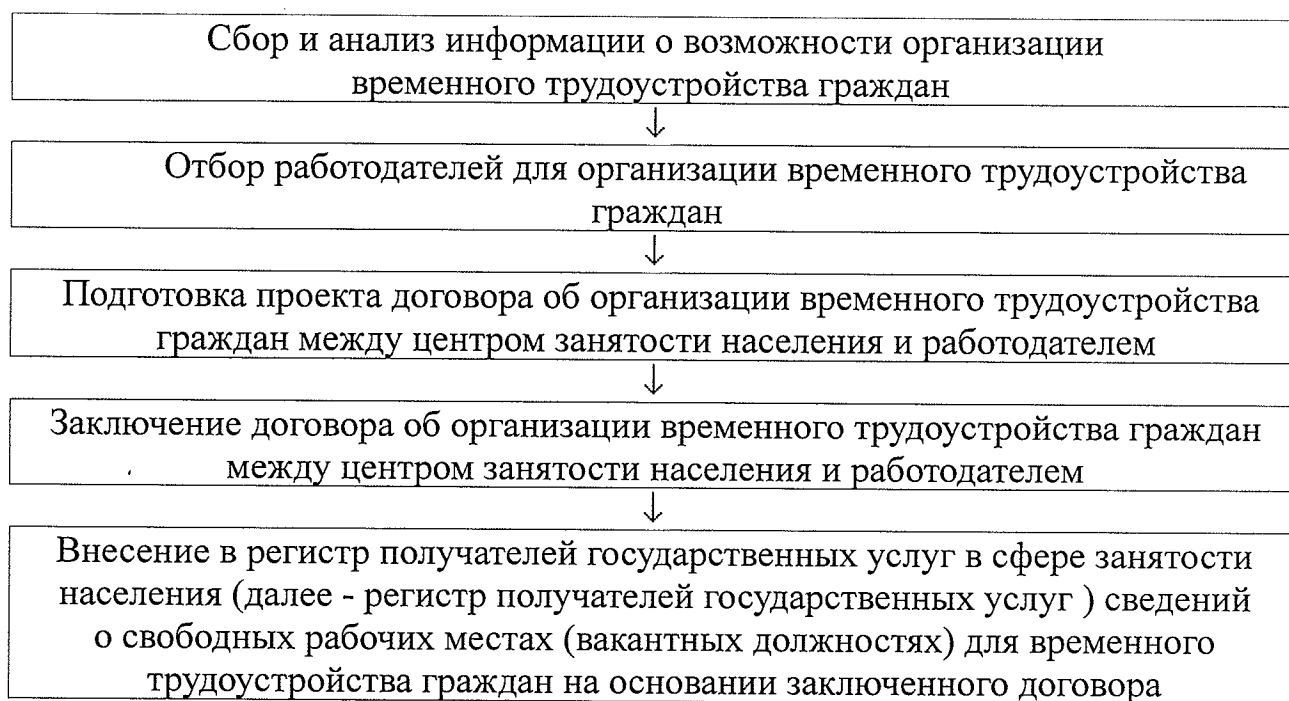 Сбор и анализ информации о возможности организации
временного трудоустройства граждан
↓
Отбор работодателей для организации временного трудоустройства
граждан
↓
Подготовка проекта договора об организации временного трудоустройства
граждан между центром занятости населения и работодателем
↓
Заключение договора об организации временного трудоустройства граждан
между центром занятости населения и работодателем
↓
Внесение в регистр получателей государственных услуг в сфере занятости
населения (далее - регистр получателей государственных услуг ) сведений
о свободных рабочих местах (вакантных должностях) для временного
трудоустройства граждан на основании заключенного договора